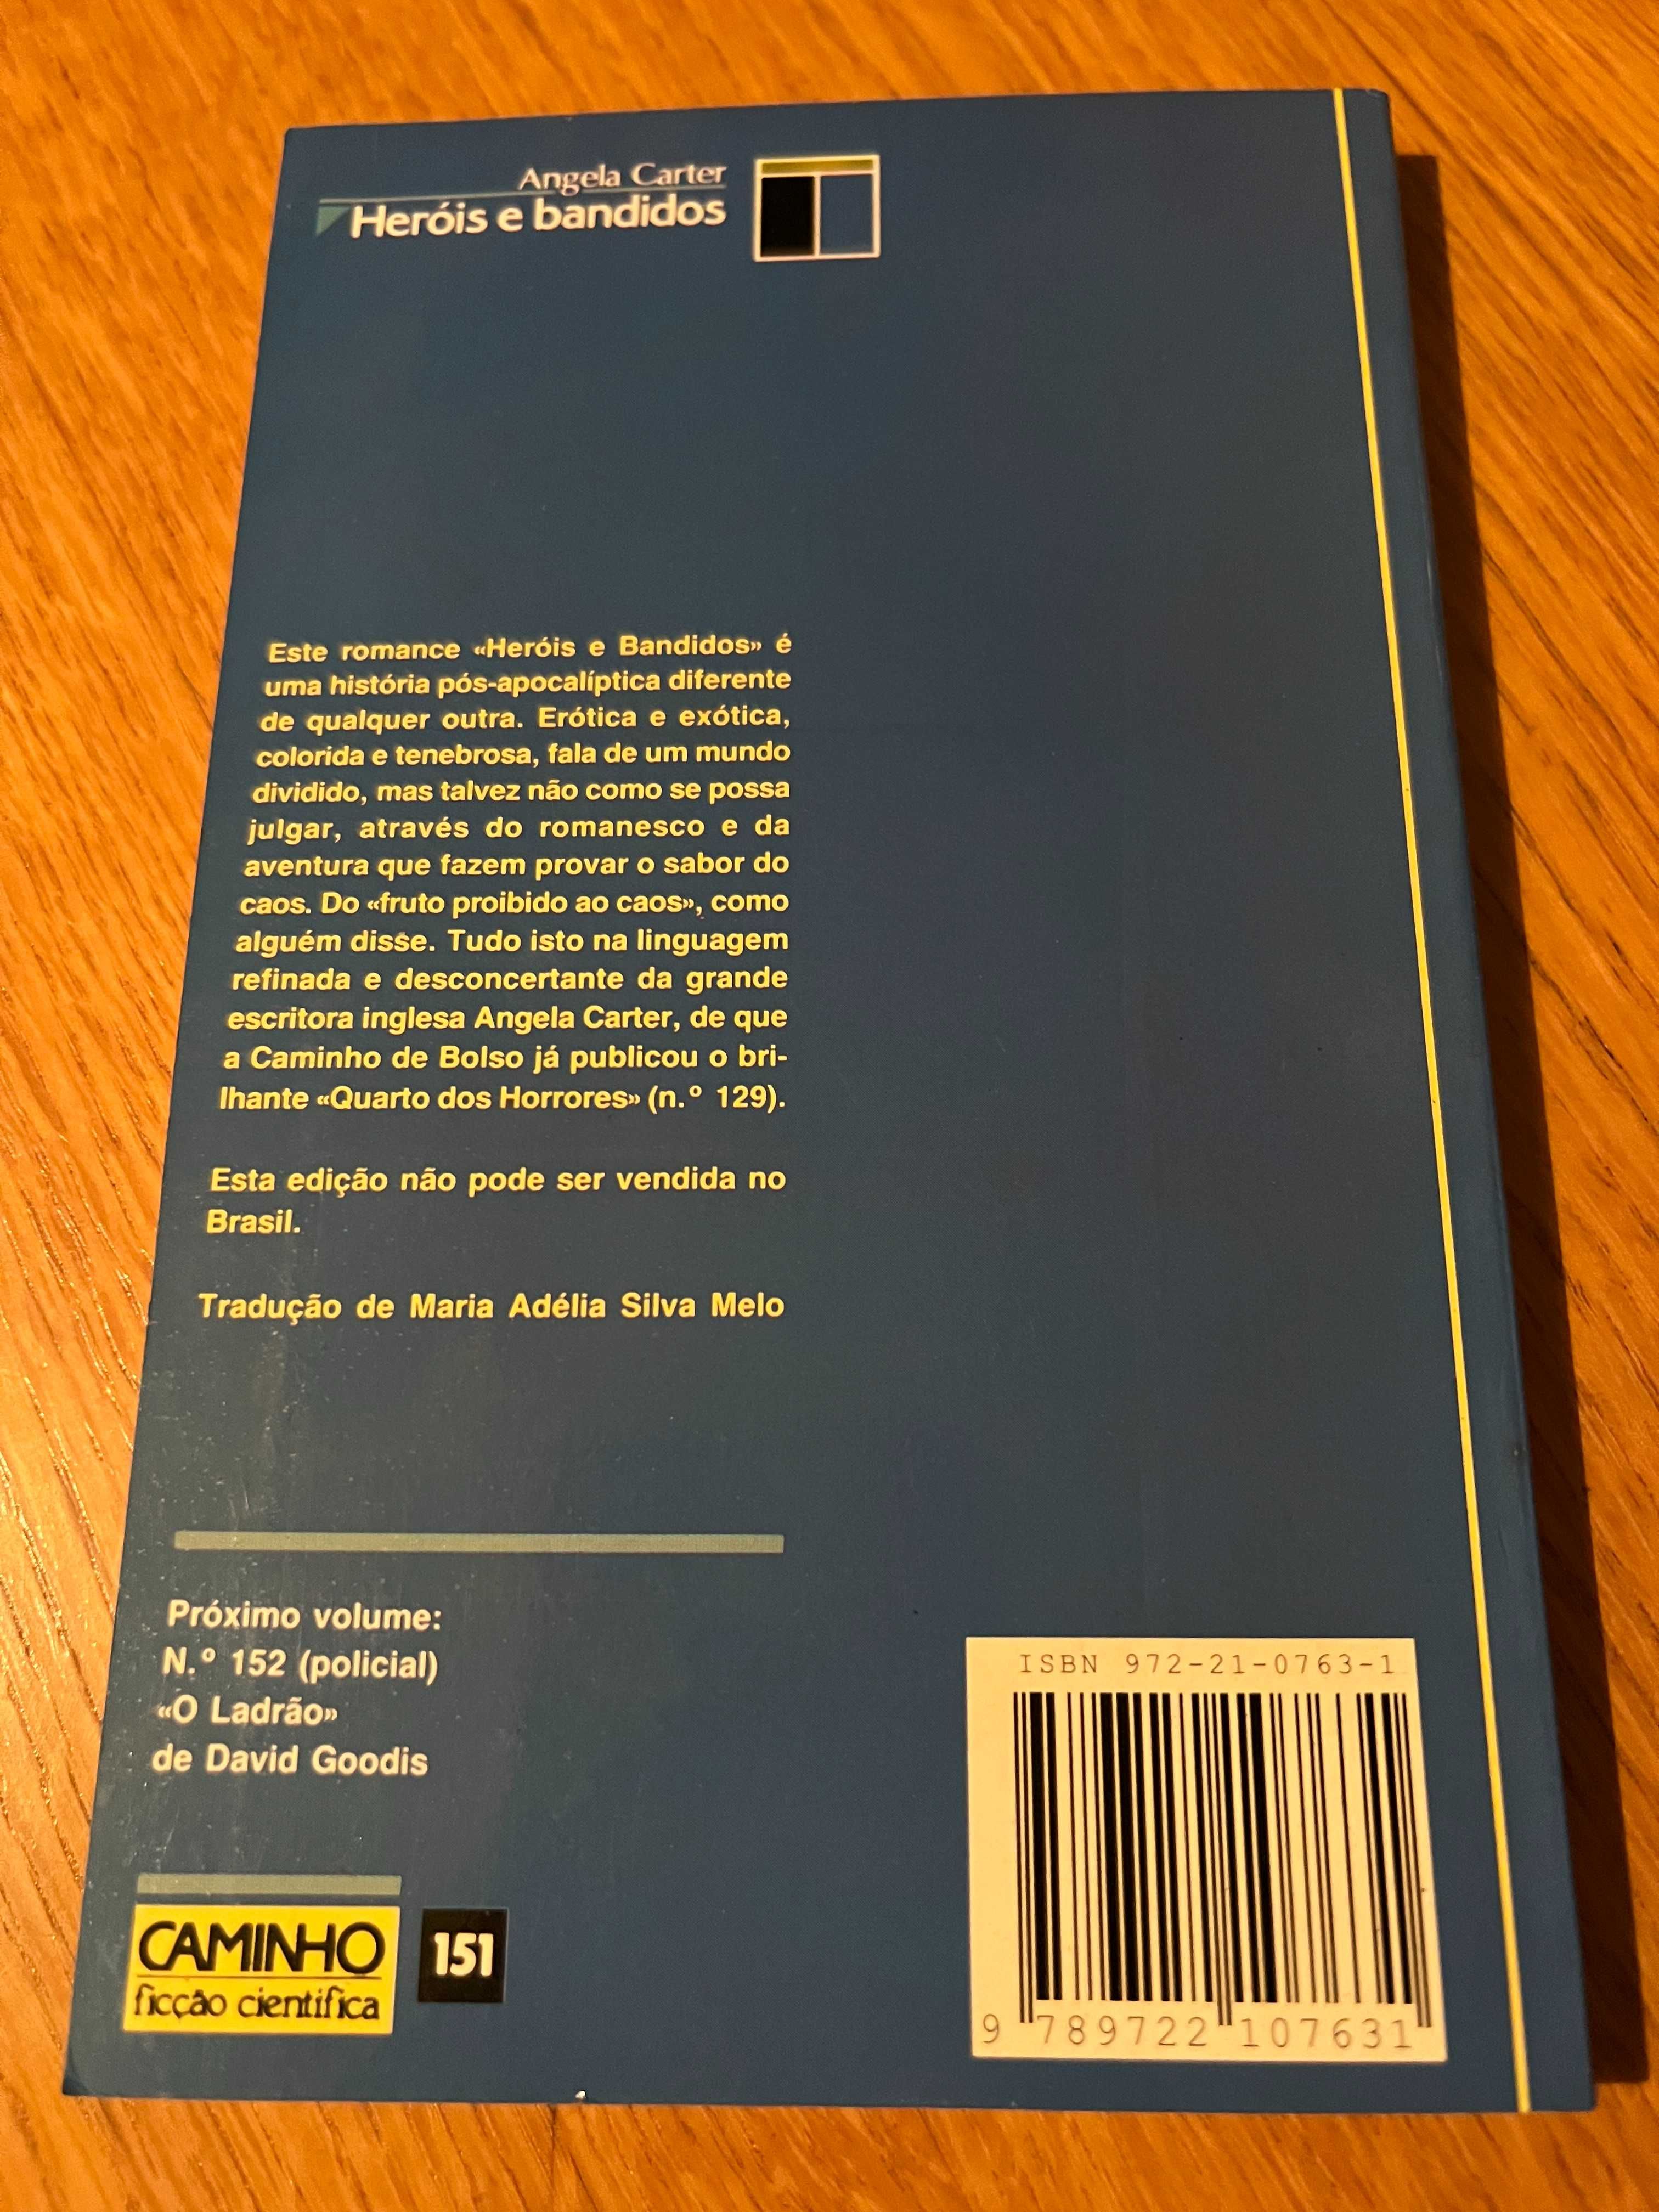 Angela Carter
Heróis e bandidos
Este romance «Heróis e Bandidos» é
uma história pós-apocalíptica diferente
de qualquer outra. Erótica e exótica,
colorida e tenebrosa, fala de um mundo
dividido, mas talvez não como se possa
julgar, através do romanesco e da
aventura que fazem provar o sabor do
caos. Do «fruto proibido ao caos», como
alguém disse. Tudo isto na linguagem
refinada e desconcertante da grande
escritora inglesa Angela Carter, de que
a Caminho de Bolso já publicou o bri-
lhante «Quarto dos Horrores» (n.º 129).
Esta edição não pode ser vendida no
Brasil.
Tradução de Maria Adélia Silva Melo
Próximo volume:
N.º 152 (policial)
«O Ladrão»
de David Goodis
CAMINHO
ficção científica
151
ISBN 972-21-0763-1
9 789722 107631